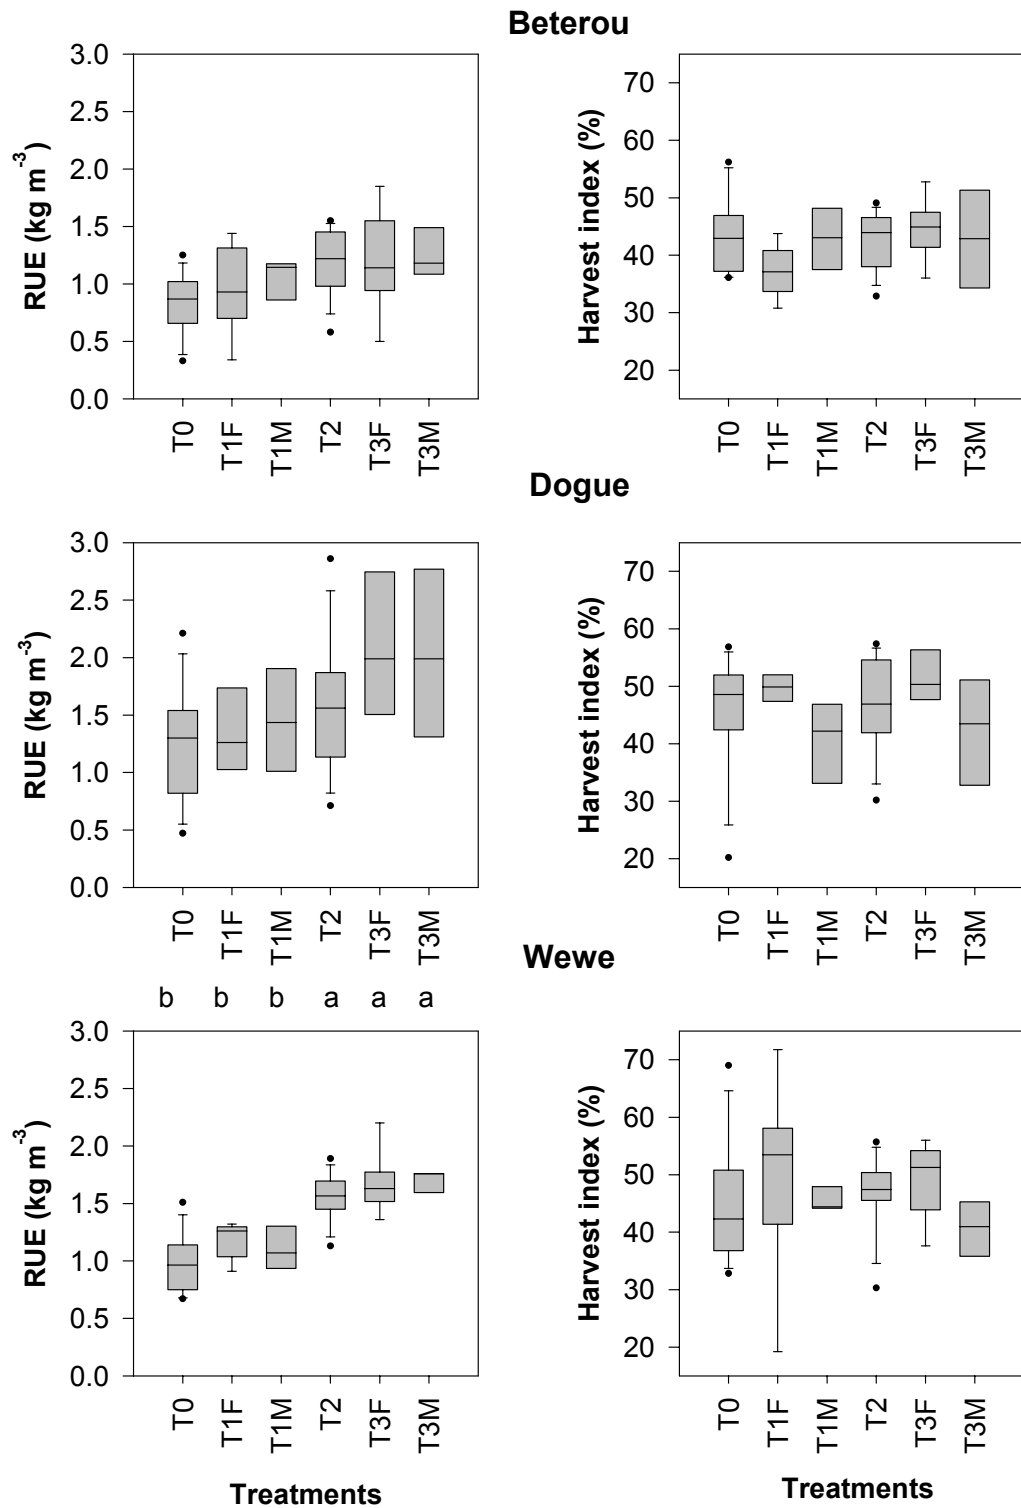 Beterou
RUE (kg m⁻³)
3.0
2.5
2.0
1.5
1.0
0.5
0.0
T0 T1F T1M T2 T3F T3M
Harvest index (%)
70
60
50
40
30
20
T0 T1F T1M T2 T3F T3M
Dogue
RUE (kg m⁻³)
3.0
2.5
2.0
1.5
1.0
0.5
0.0
T0 T1F T1M T2 T3F T3M
Harvest index (%)
70
60
50
40
30
20
T0 T1F T1M T2 T3F T3M
Wewe
b b b a a a
RUE (kg m⁻³)
3.0
2.5
2.0
1.5
1.0
0.5
0.0
T0 T1F T1M T2 T3F T3M
Treatments
Harvest index (%)
70
60
50
40
30
20
T0 T1F T1M T2 T3F T3M
Treatments